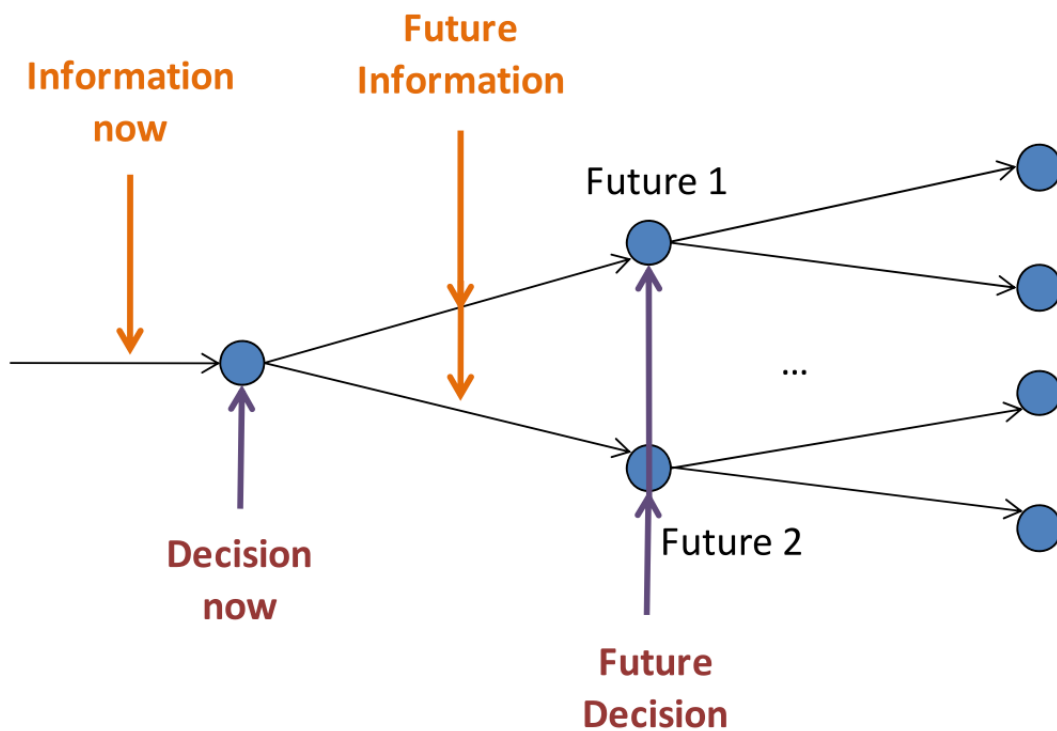 Future
Information
Information
now
Future 1
...
Future 2
Decision
now
Future
Decision